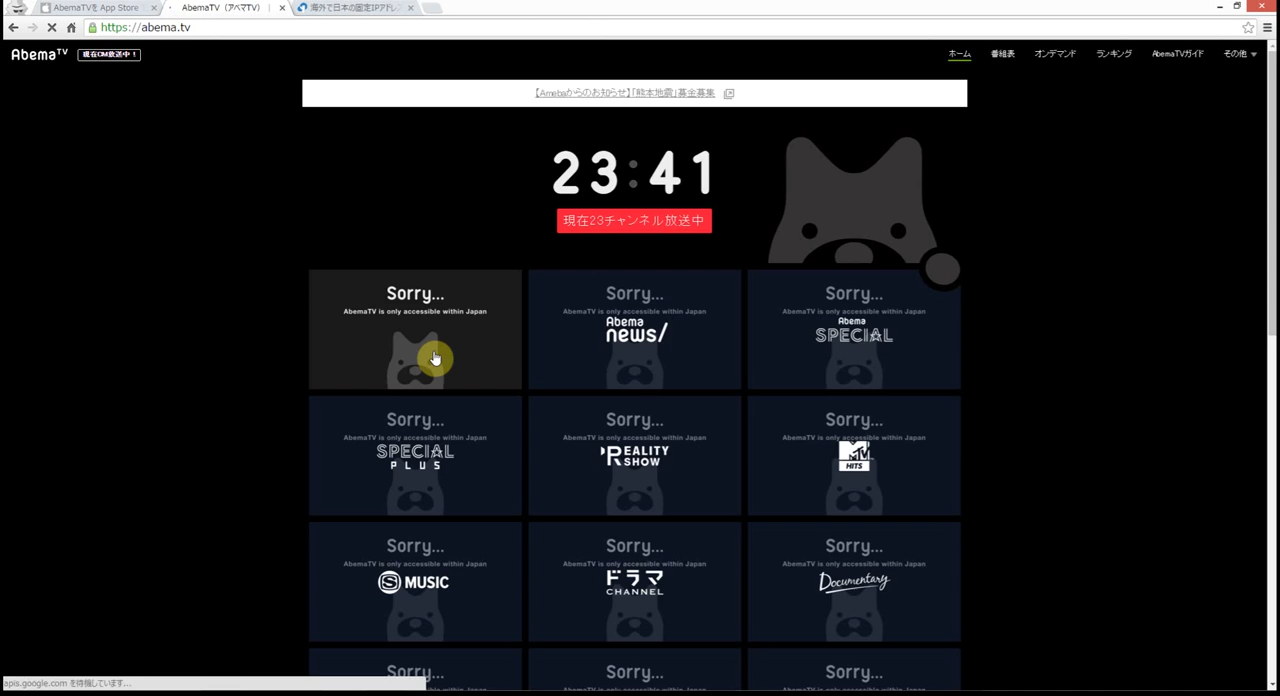 AbemaTVを App Store
AbemaTV（アベマTV） |
海外で日本の固定IPアドレス
https://abema.tv
AbemaTV 現在CM放送中！
ホーム 番組表 オンデマンド ランキング AbemaTVガイド その他
【Amebaからのお知らせ】「熊本地震」募金募集
23:41
現在23チャンネル放送中
Sorry... Sorry... Sorry...
AbemaTV is only accessible within Japan AbemaTV is only accessible within Japan AbemaTV is only accessible within Japan
Abema news/ Abema SPECIAL
Sorry... Sorry... Sorry...
AbemaTV is only accessible within Japan AbemaTV is only accessible within Japan AbemaTV is only accessible within Japan
SPECIAL PLUS REALITY SHOW MTV HITS
Sorry... Sorry... Sorry...
AbemaTV is only accessible within Japan AbemaTV is only accessible within Japan AbemaTV is only accessible within Japan
S MUSIC ドラマ CHANNEL Documentary
Sorry... Sorry... Sorry...
apis.google.com を待機しています...